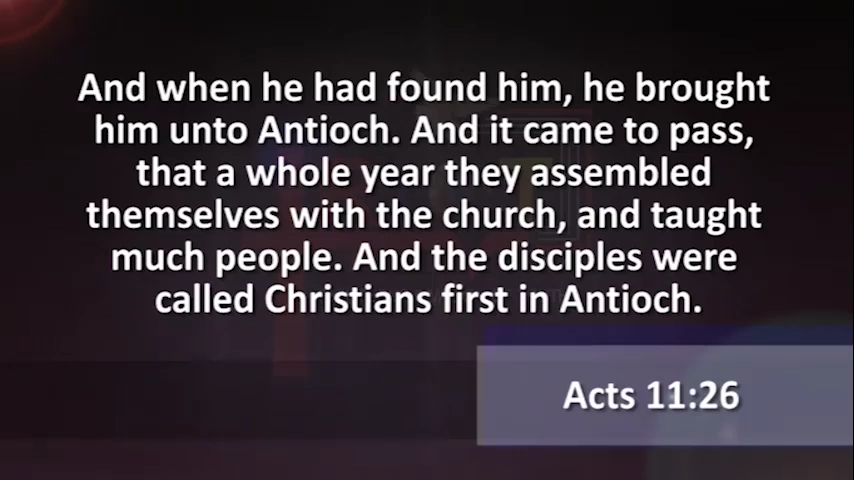 And when he had found him, he brought
him unto Antioch. And it came to pass,
that a whole year they assembled
themselves with the church, and taught
much people. And the disciples were
called Christians first in Antioch.
Acts 11:26